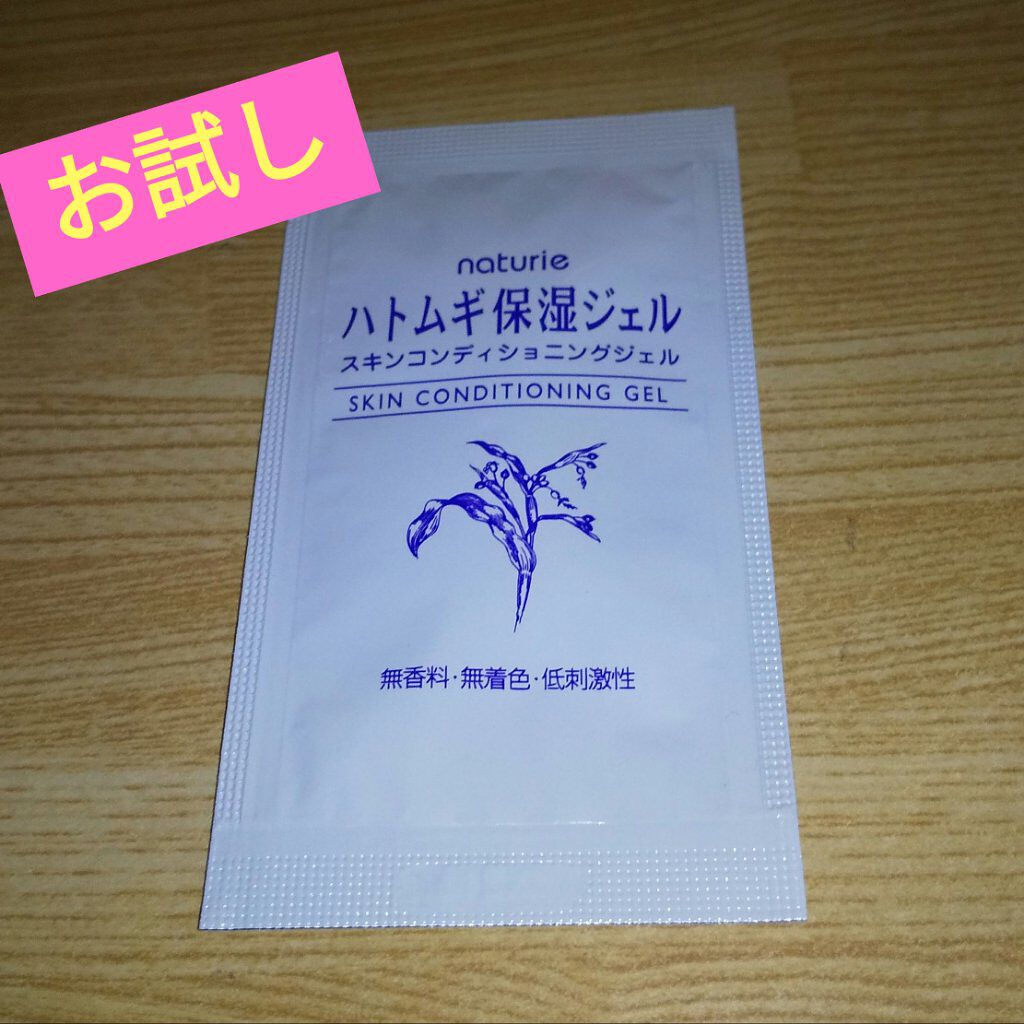 お試し
naturie
ハトムギ保湿ジェル
スキンコンディショニングジェル
SKIN CONDITIONING GEL
無香料・無着色・低刺激性